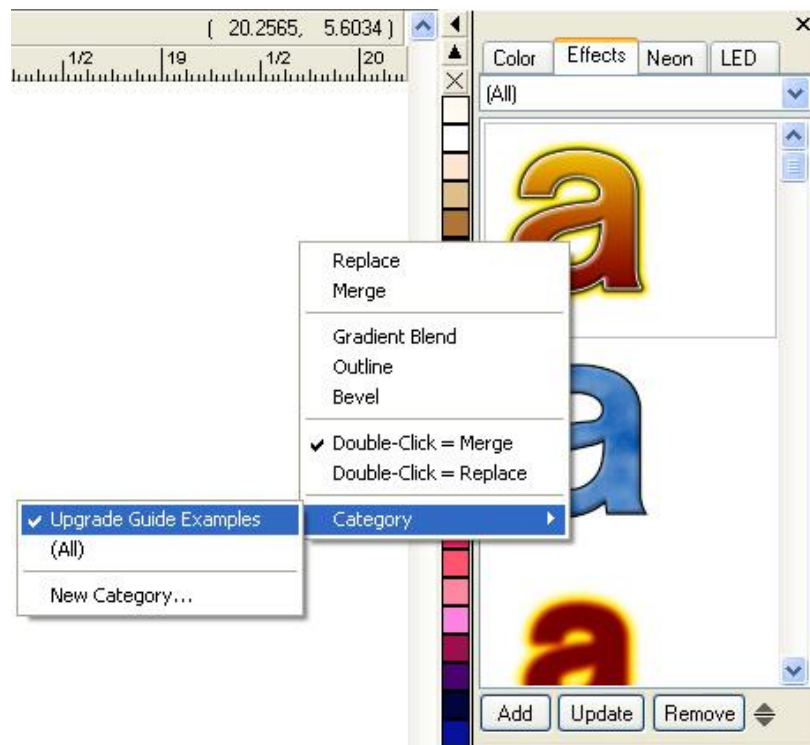 ( 20.2565, 5.6034 )
1/2 19 1/2 20
Color Effects Neon LED
(All)
a
Replace
Merge
Gradient Blend
Outline
Bevel
a
Double-Click = Merge
Double-Click = Replace
Category
Upgrade Guide Examples
(All)
New Category...
a
Add Update Remove